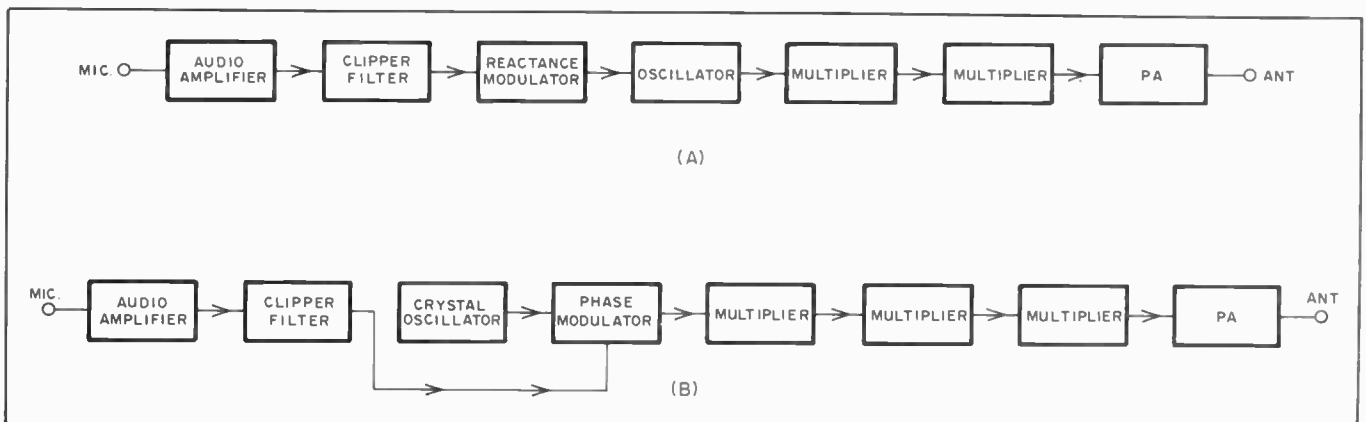 MIC.
AUDIO
AMPLIFIER
CLIPPER
FILTER
REACTANCE
MODULATOR
OSCILLATOR
MULTIPLIER
MULTIPLIER
PA
ANT
(A)
MIC.
AUDIO
AMPLIFIER
CLIPPER
FILTER
CRYSTAL
OSCILLATOR
PHASE
MODULATOR
MULTIPLIER
MULTIPLIER
MULTIPLIER
PA
ANT
(B)